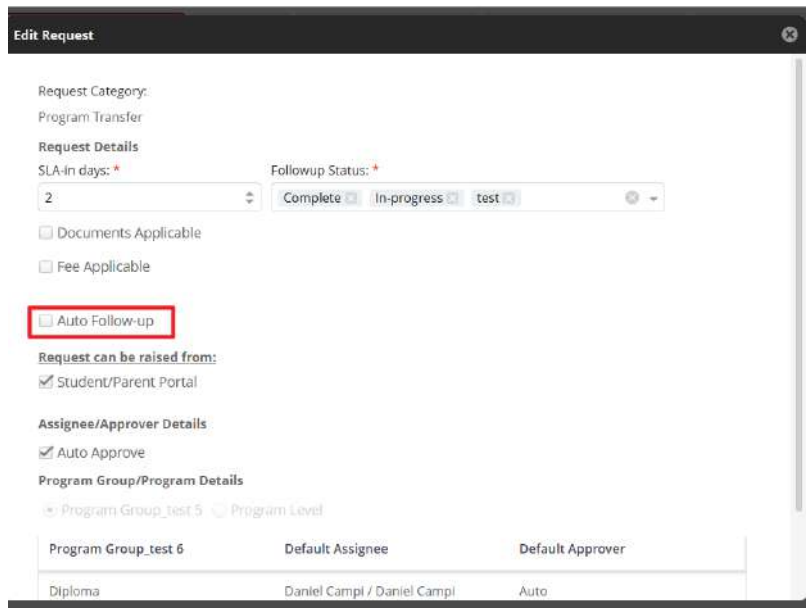 Edit Request
Request Category:
Program Transfer
Request Details
SLA-in days: * Followup Status: *
2 Complete In-progress test
Documents Applicable
Fee Applicable
Auto Follow-up
Request can be raised from:
Student/Parent Portal
Assignee/Approver Details
Auto Approve
Program Group/Program Details
Program Group_test 5 Program Level
Program Group_test 6 Default Assignee Default Approver
Diploma Daniel Campi / Daniel Campi Auto